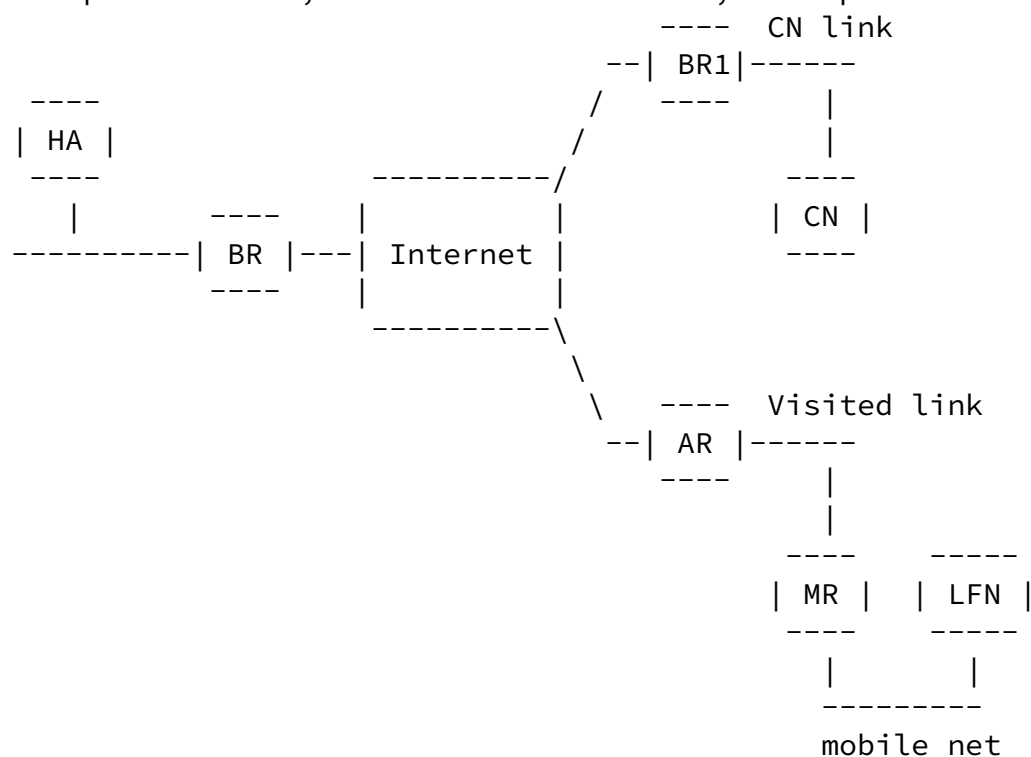 ---- CN link
--| BR1|------
---- / ---- |
| HA | / |
---- ----------/ ----
| ---- | | | CN |
----------| BR |---| Internet | ----
---- | |
----------\
\
\ ---- Visited link
--| AR |------
---- |
|
---- -----
| MR | | LFN |
---- -----
| |
---------
mobile net